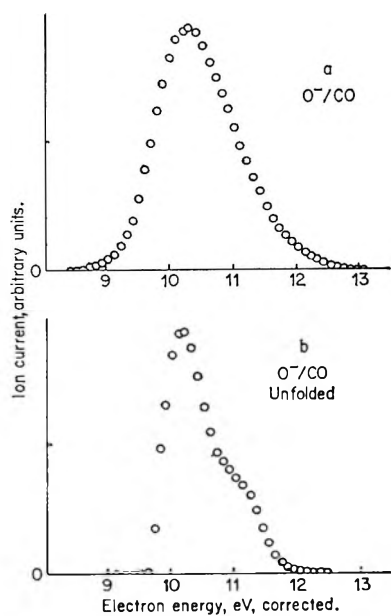 a
O⁻/CO
0
9 10 11 12 13
Ion current, arbitrary units.
b
O⁻/CO
Unfolded
0
9 10 11 12 13
Electron energy, eV, corrected.